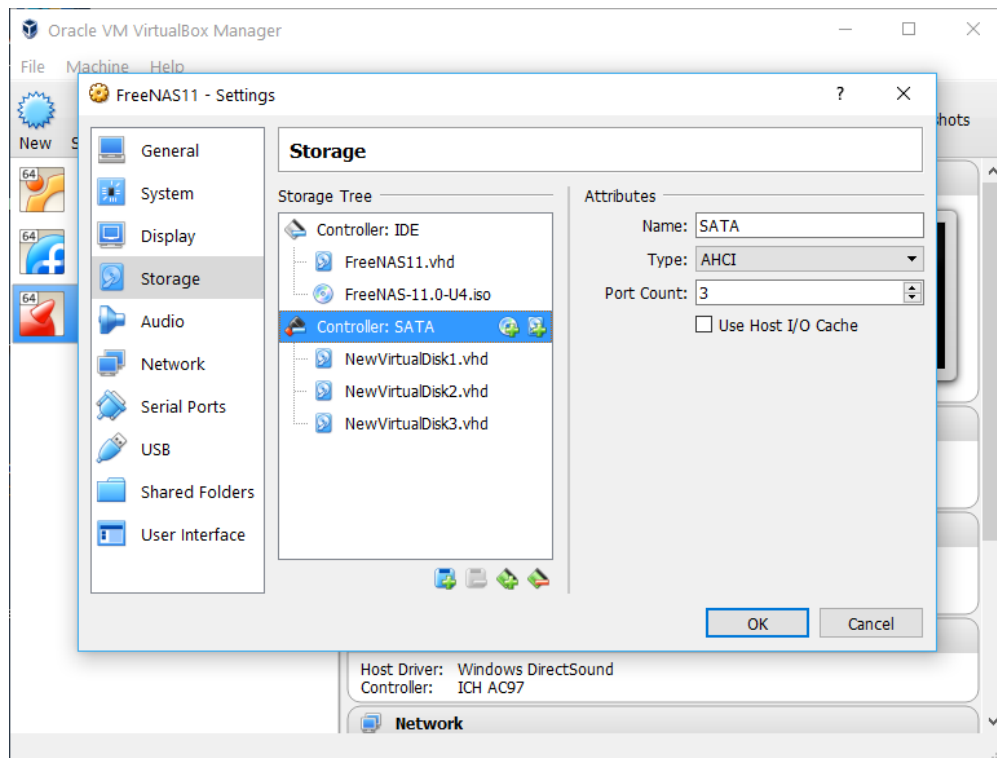 Oracle VM VirtualBox Manager
File Machine Help
FreeNAS11 - Settings
?
New
S
hots
64
64
64
General
System
Display
Storage
Audio
Network
Serial Ports
USB
Shared Folders
User Interface
Storage
Storage Tree
Controller: IDE
FreeNAS11.vhd
FreeNAS-11.0-U4.iso
Controller: SATA
NewVirtualDisk1.vhd
NewVirtualDisk2.vhd
NewVirtualDisk3.vhd
Attributes
Name: SATA
Type: AHCI
Port Count: 3
Use Host I/O Cache
OK
Cancel
Host Driver: Windows DirectSound
Controller: ICH AC97
Network